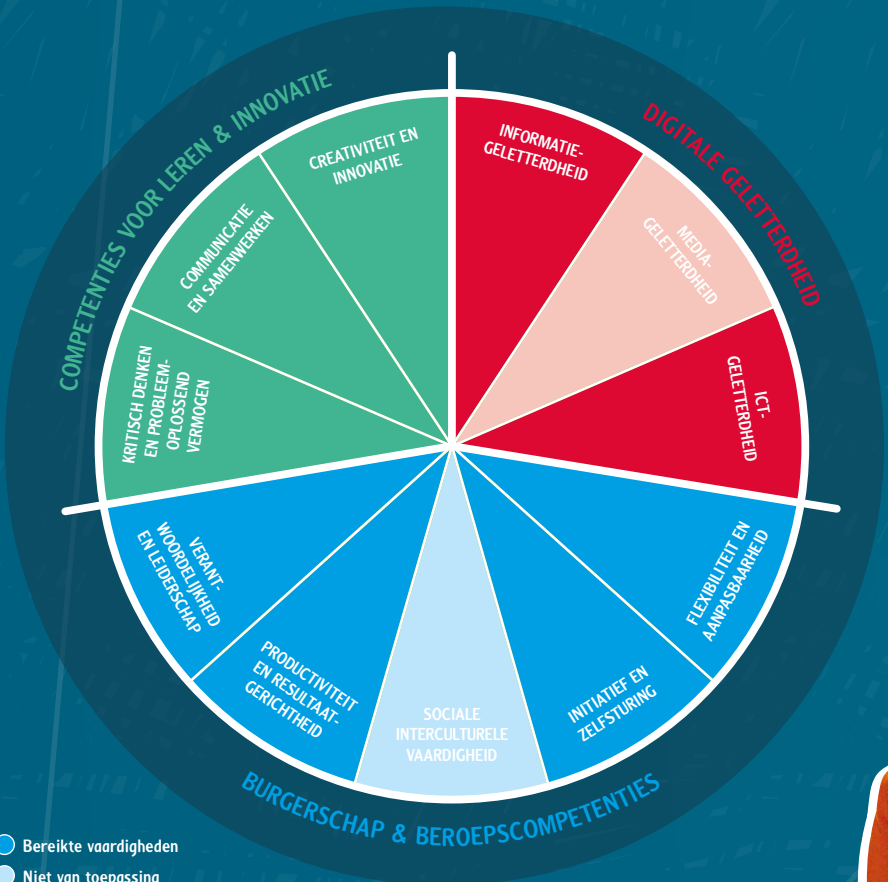 COMPETENTIES VOOR LEREN & INNOVATIE
CREATIVITEIT EN
INNOVATIE
COMMUNICATIE
EN SAMENWERKEN
KRITISCH DENKEN
EN PROBLEEM-
OPLOSSEND
VERMOGEN
DIGITALE GELETTERDHEID
INFORMATIE-
GELETTERDHEID
MEDIA-
GELETTERDHEID
ICT-
GELETTERDHEID
FLEXIBILITEIT EN
AANPASBAARHEID
INITIATIEF EN
ZELFSTURING
SOCIALE
INTERCULTURELE
VAARDIGHEID
PRODUCTIVITEIT
EN RESULTAAT-
GERICHTHEID
VERANT-
WOORDELIJKHEID
EN LEIDERSCHAP
BURGERSCHAP & BEROEPSCOMPETENTIES
Bereikte vaardigheden
Niet van toepassing